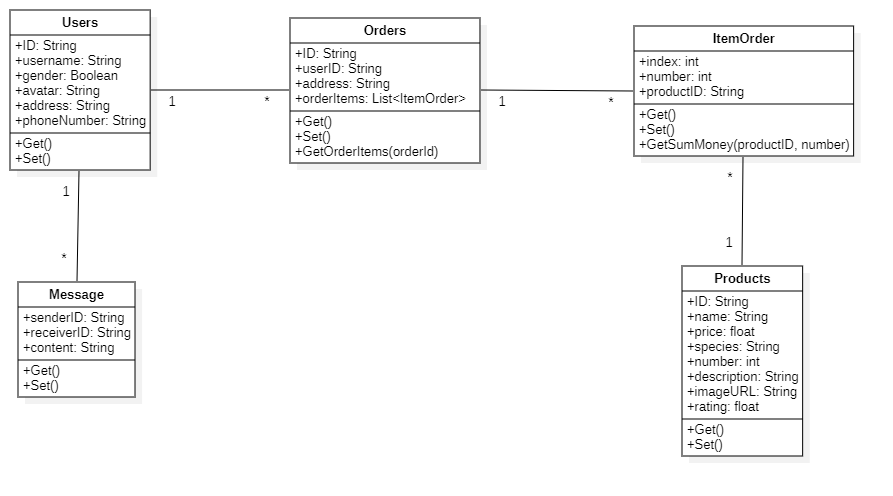 Users
+ID: String
+username: String
+gender: Boolean
+avatar: String
+address: String
+phoneNumber: String
+Get()
+Set()
1
*
Orders
+ID: String
+userID: String
+address: String
+orderItems: List<ItemOrder>
+Get()
+Set()
+GetOrderItems(orderId)
1
*
ItemOrder
+index: int
+number: int
+productID: String
+Get()
+Set()
+GetSumMoney(productID, number)
1
*
Message
+senderID: String
+receiverID: String
+content: String
+Get()
+Set()
*
1
Products
+ID: String
+name: String
+price: float
+species: String
+number: int
+description: String
+imageURL: String
+rating: float
+Get()
+Set()